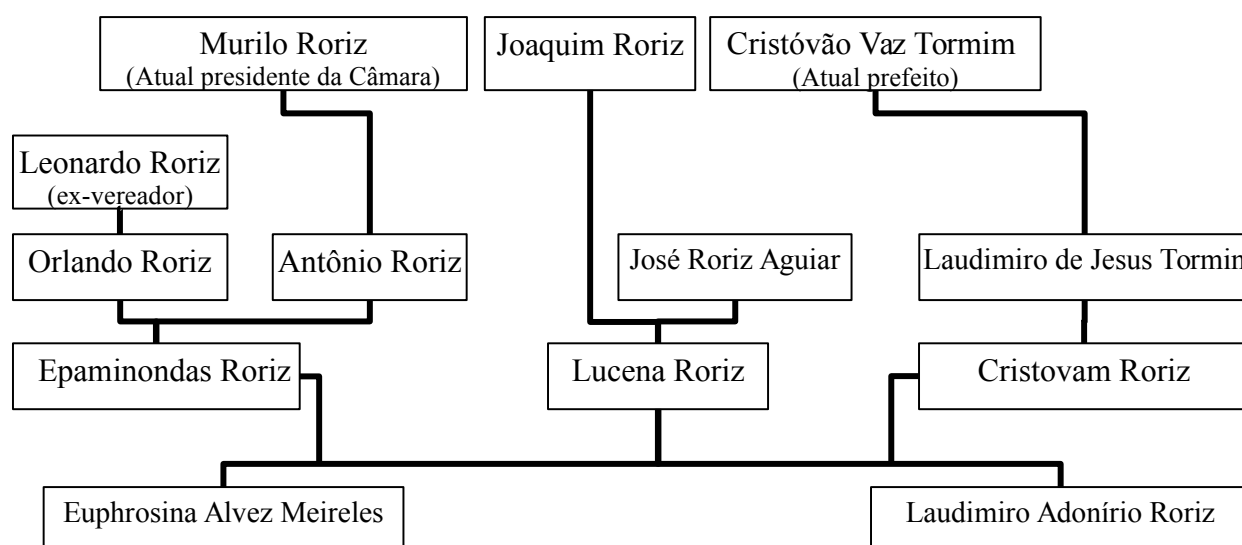 Murilo Roriz
(Atual presidente da Câmara)
Joaquim Roriz
Cristóvão Vaz Tormim
(Atual prefeito)
Leonardo Roriz
(ex-vereador)
Orlando Roriz
Antônio Roriz
José Roriz Aguiar
Laudimiro de Jesus Tormin
Epaminondas Roriz
Lucena Roriz
Cristovam Roriz
Euphrosina Alvez Meireles
Laudimiro Adonírio Roriz